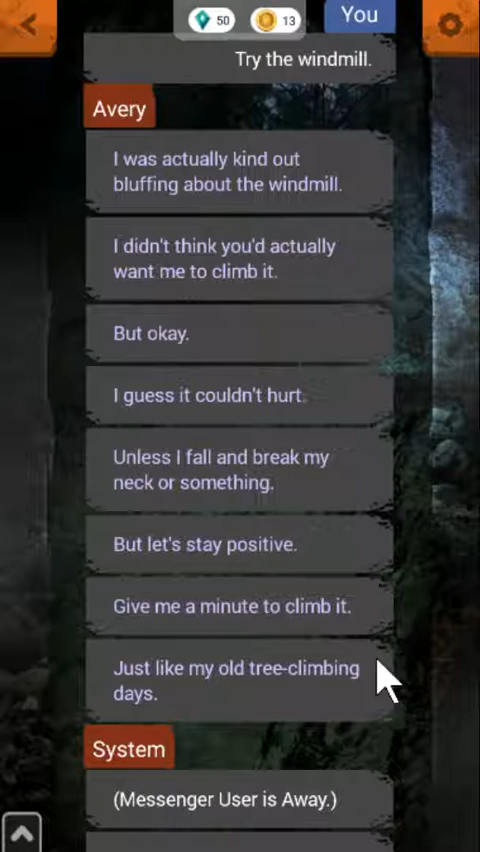 50
13
You
Try the windmill.
Avery
I was actually kind out
bluffing about the windmill.
I didn't think you'd actually
want me to climb it.
But okay.
I guess it couldn't hurt.
Unless I fall and break my
neck or something.
But let's stay positive.
Give me a minute to climb it.
Just like my old tree-climbing
days.
System
(Messenger User is Away.)